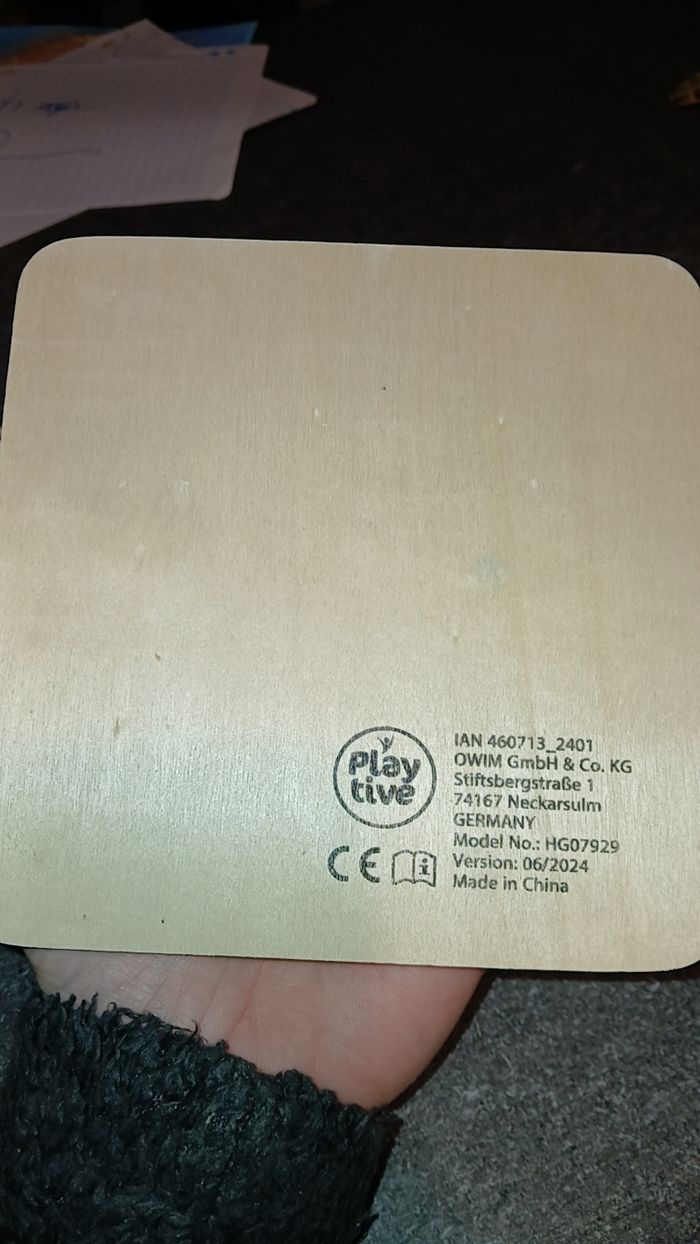 Play
tive
CE
IAN 460713_2401
OWIM GmbH & Co. KG
Stiftsbergstraße 1
74167 Neckarsulm
GERMANY
Model No.: HG07929
Version: 06/2024
Made in China